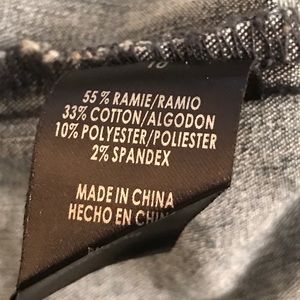 55% RAMIE/RAMIO
33% COTTON/ALGODON
10% POLYESTER/POLIESTER
2% SPANDEX
MADE IN CHINA
HECHO EN CHINA